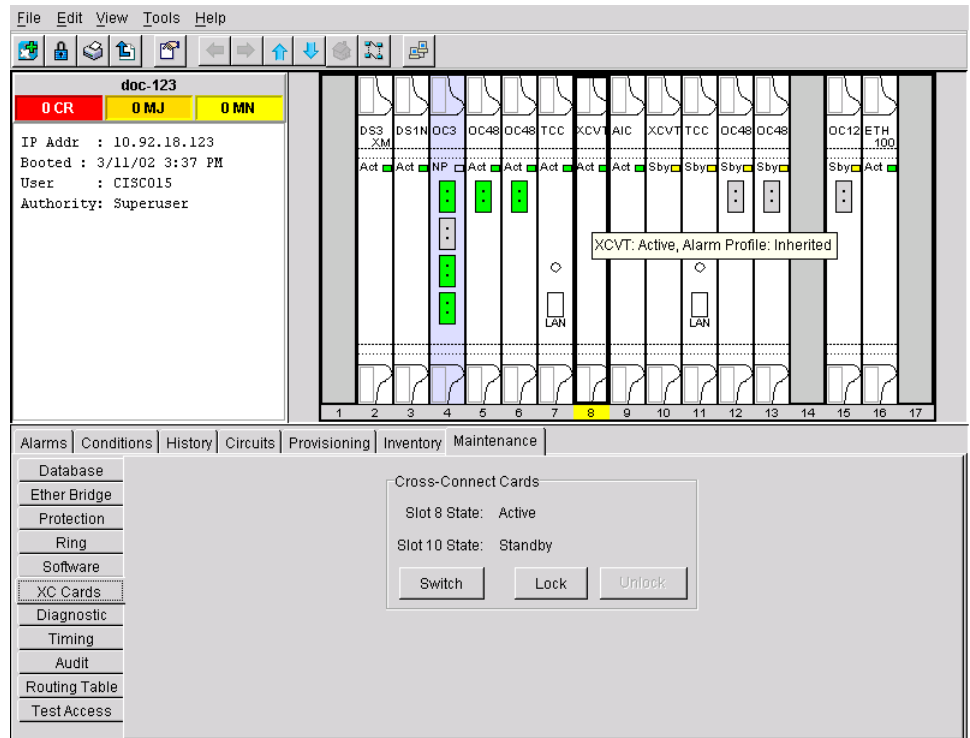 File Edit View Tools Help
doc-123
0 CR 0 MJ 0 MN
IP Addr : 10.92.18.123
Booted : 3/11/02 3:37 PM
User : CISCO15
Authority: Superuser
DS3 XM DS1N OC3 OC48 OC48 TCC XCVT AIC XCVT TCC OC48 OC48 OC12 ETH 100
Act Act NP Act Act Act Act Act Sby Sby Sby Sby Sby Act
XCVT: Active, Alarm Profile: Inherited
LAN LAN
1 2 3 4 5 6 7 8 9 10 11 12 13 14 15 16 17
Alarms Conditions History Circuits Provisioning Inventory Maintenance
Database
Ether Bridge
Protection
Ring
Software
XC Cards
Diagnostic
Timing
Audit
Routing Table
Test Access
Cross-Connect Cards
Slot 8 State: Active
Slot 10 State: Standby
Switch Lock Unlock